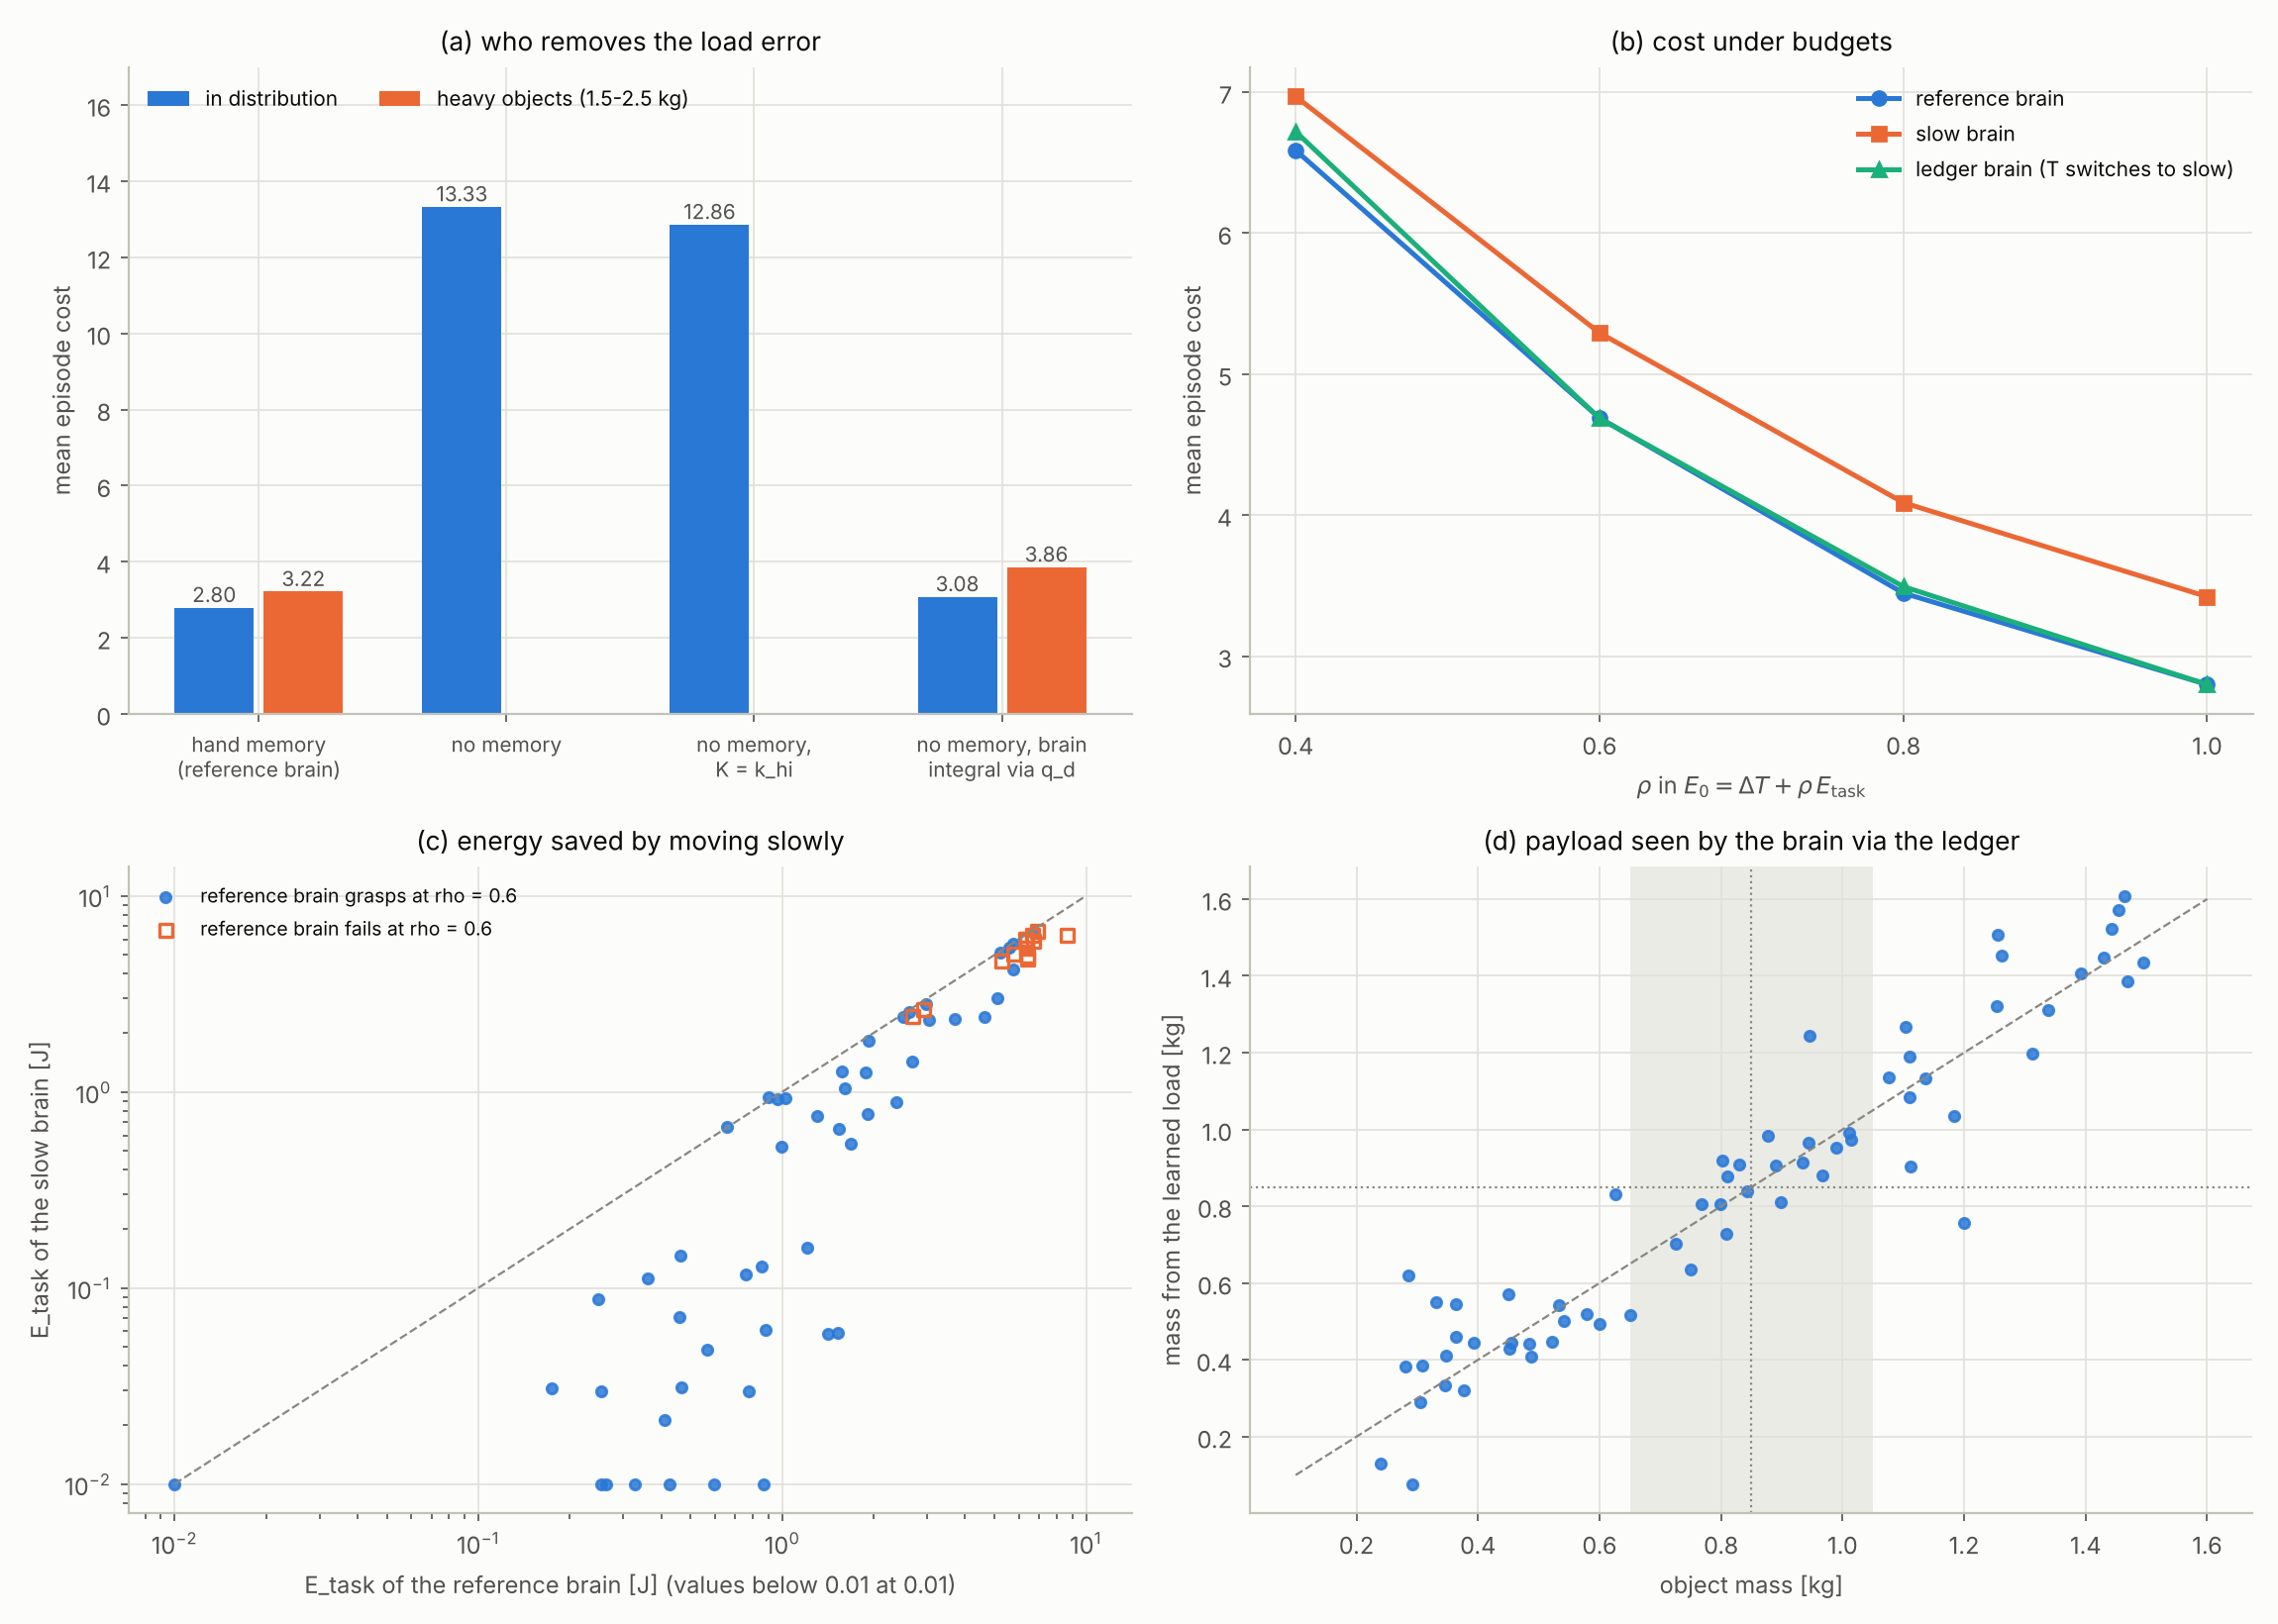 (a) who removes the load error
in distribution
heavy objects (1.5-2.5 kg)
mean episode cost
16
14
12
10
8
6
4
2
0
2.80
3.22
13.33
12.86
3.08
3.86
hand memory
(reference brain)
no memory
no memory,
K = k_hi
no memory, brain
integral via q_d
(b) cost under budgets
reference brain
slow brain
ledger brain (T switches to slow)
mean episode cost
7
6
5
4
3
0.4
0.6
0.8
1.0
ρ in E₀ = ΔT + ρ E_task
(c) energy saved by moving slowly
reference brain grasps at rho = 0.6
reference brain fails at rho = 0.6
E_task of the slow brain [J]
10¹
10⁰
10⁻¹
10⁻²
10⁻²
10⁻¹
10⁰
10¹
E_task of the reference brain [J] (values below 0.01 at 0.01)
(d) payload seen by the brain via the ledger
mass from the learned load [kg]
1.6
1.4
1.2
1.0
0.8
0.6
0.4
0.2
0.2
0.4
0.6
0.8
1.0
1.2
1.4
1.6
object mass [kg]